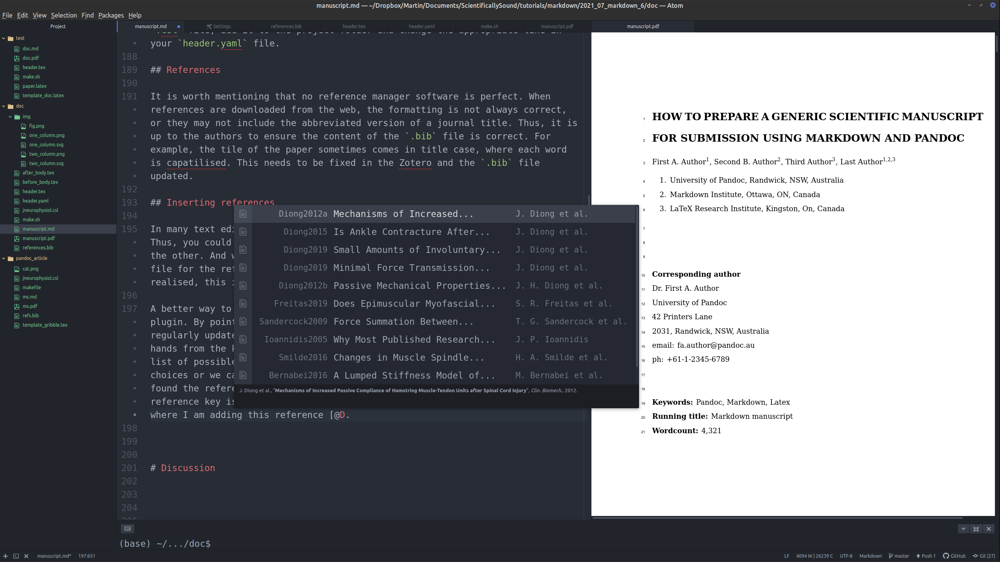 manuscript.md — ~/Dropbox/Martin/Documents/ScientificallySound/tutorials/markdown/2021_07_markdown_6/doc — Atom
File Edit View Selection Find Packages Help
Project
manuscript.md
Settings
references.bib
header.tex
header.yaml
make.sh
manuscript.pdf
manuscript.pdf
test
doc.md
doc.pdf
header.tex
make.sh
paper.latex
template_doc.latex
doc
img
fig.png
one_column.png
one_column.svg
two_column.png
two_column.svg
after_body.tex
before_body.tex
header.tex
header.yaml
jneurophysiol.csl
make.sh
manuscript.md
manuscript.pdf
references.bib
pandoc_article
cat.png
jneurophysiol.csl
makefile
ms.md
ms.pdf
refs.bib
template_gribble.tex
file, add it to the project folder and change the appropriate line in
your `header.yaml` file.
188
189 ## References
190
191 It is worth mentioning that no reference manager software is perfect. When
references are downloaded from the web, the formatting is not always correct,
or they may not include the abbreviated version of a journal title. Thus, it is
up to the authors to ensure the content of the `.bib` file is correct. For
example, the tile of the paper sometimes comes in title case, where each word
is capatilised. This needs to be fixed in the Zotero and the `.bib` file
updated.
192
193 ## Inserting references
194
195 In many text edi
Thus, you could
the other. And w
file for the ref
realised, this i
196
197 A better way to
plugin. By point
regularly update
hands from the k
list of possible
choices or we ca
found the refere
reference key is
where I am adding this reference [@D.
198
199
200
201 # Discussion
202
203
204
205
Diong2012a Mechanisms of Increased... J. Diong et al.
Diong2015 Is Ankle Contracture After... J. Diong et al.
Diong2019 Small Amounts of Involuntary... J. Diong et al.
Diong2019 Minimal Force Transmission... J. Diong et al.
Diong2012b Passive Mechanical Properties... J. H. Diong et al.
Freitas2019 Does Epimuscular Myofascial... S. R. Freitas et al.
Sandercock2009 Force Summation Between... T. G. Sandercock et al.
Ioannidis2005 Why Most Published Research... J. P. Ioannidis
Smilde2016 Changes in Muscle Spindle... H. A. Smilde et al.
Bernabei2016 A Lumped Stiffness Model of... M. Bernabei et al.
J. Diong et al., "Mechanisms of Increased Passive Compliance of Hamstring Muscle-Tendon Units after Spinal Cord Injury", Clin. Biomech., 2012.
1 HOW TO PREPARE A GENERIC SCIENTIFIC MANUSCRIPT
2 FOR SUBMISSION USING MARKDOWN AND PANDOC
3 First A. Author1, Second B. Author2, Third Author3, Last Author1,2,3
4 1. University of Pandoc, Randwick, NSW, Australia
5 2. Markdown Institute, Ottawa, ON, Canada
6 3. LaTeX Research Institute, Kingston, On, Canada
7
8
9
10 Corresponding author
11 Dr. First A. Author
12 University of Pandoc
13 42 Printers Lane
14 2031, Randwick, NSW, Australia
15 email: fa.author@pandoc.au
16 ph: +61-1-2345-6789
17
18
19 Keywords: Pandoc, Markdown, Latex
20 Running title: Markdown manuscript
21 Wordcount: 4,321
(base) ~/.../doc$
manuscript.md* 197:651
LF 4094 W | 26239 C UTF-8 Markdown master Push 1 GitHub Git (27)